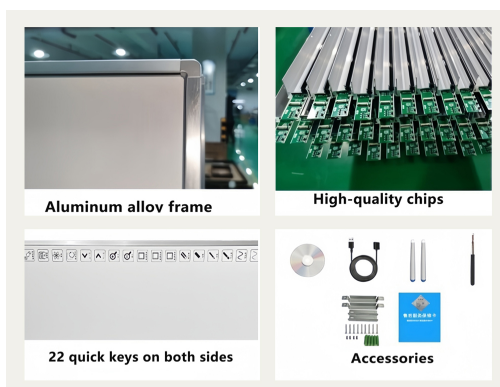 Aluminum alloy frame
High-quality chips
22 quick keys on both sides
Accessories